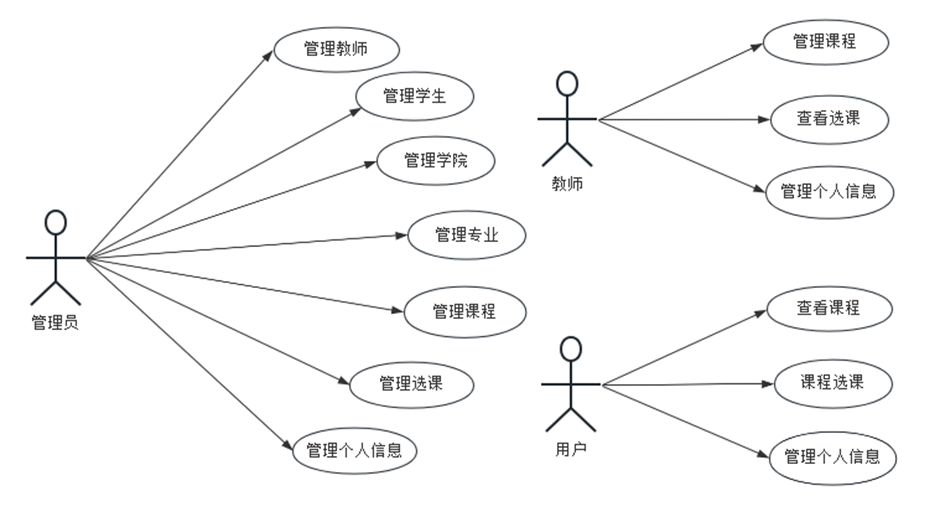 管理教师
管理学生
管理学院
管理专业
管理课程
管理选课
管理个人信息
管理员
管理课程
查看选课
管理个人信息
教师
查看课程
课程选课
管理个人信息
用户